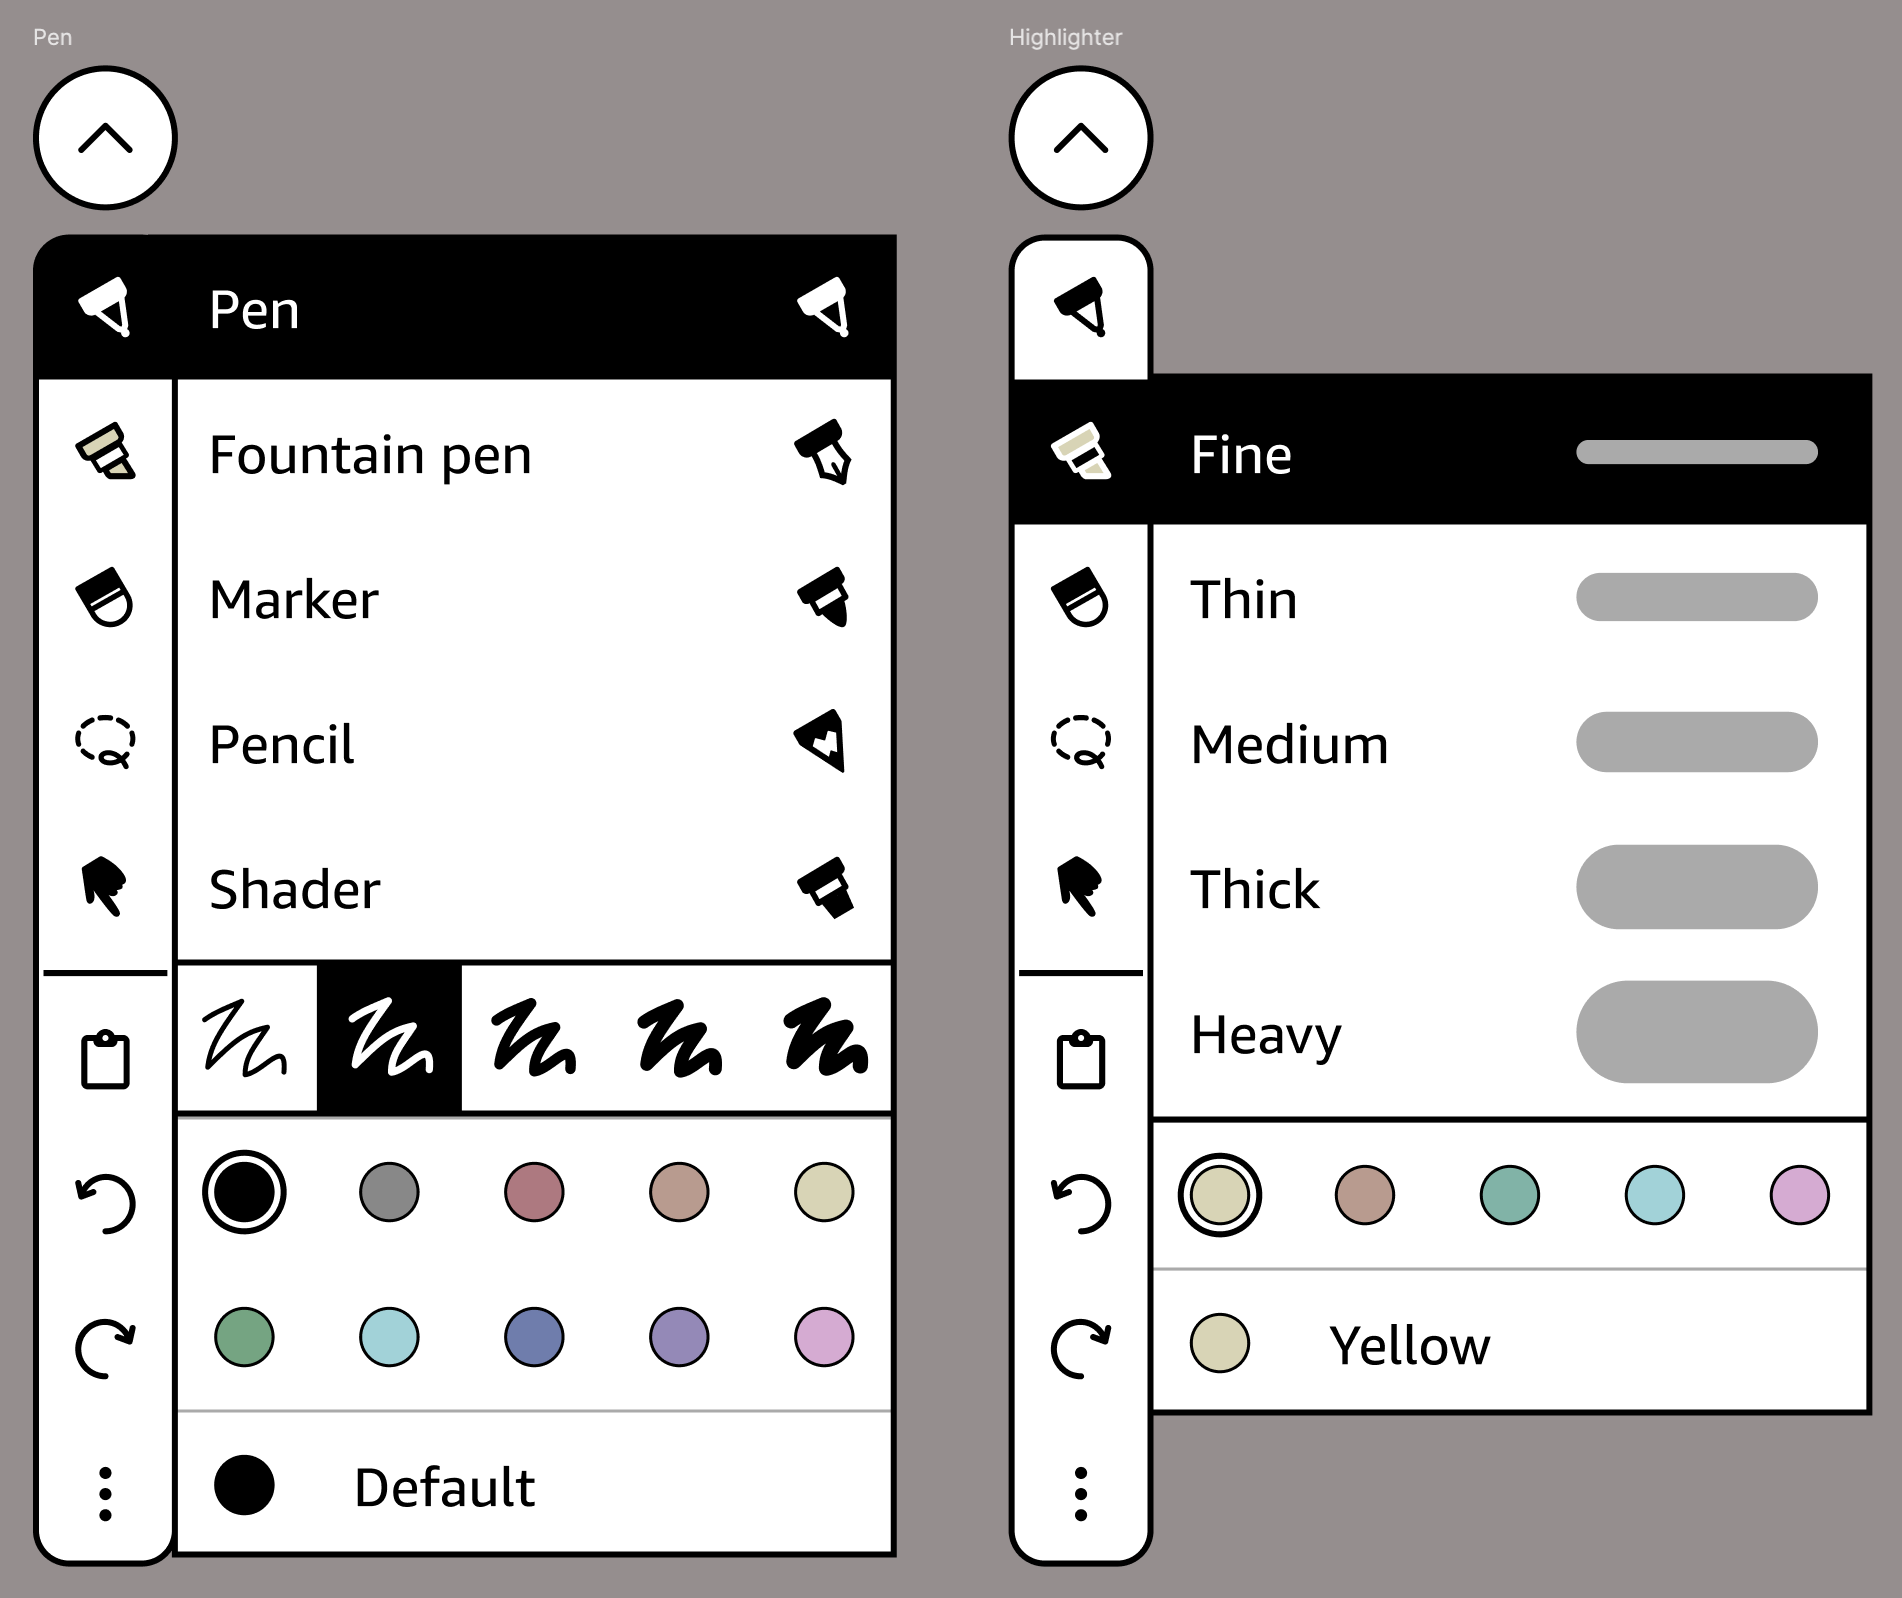 Pen
Pen
Fountain pen
Marker
Pencil
Shader
Default
Highlighter
Fine
Thin
Medium
Thick
Heavy
Yellow